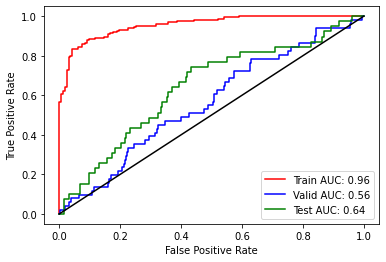 1.0
0.8
0.6
0.4
0.2
0.0
True Positive Rate
Train AUC: 0.96
Valid AUC: 0.56
Test AUC: 0.64
0.0 0.2 0.4 0.6 0.8 1.0
False Positive Rate